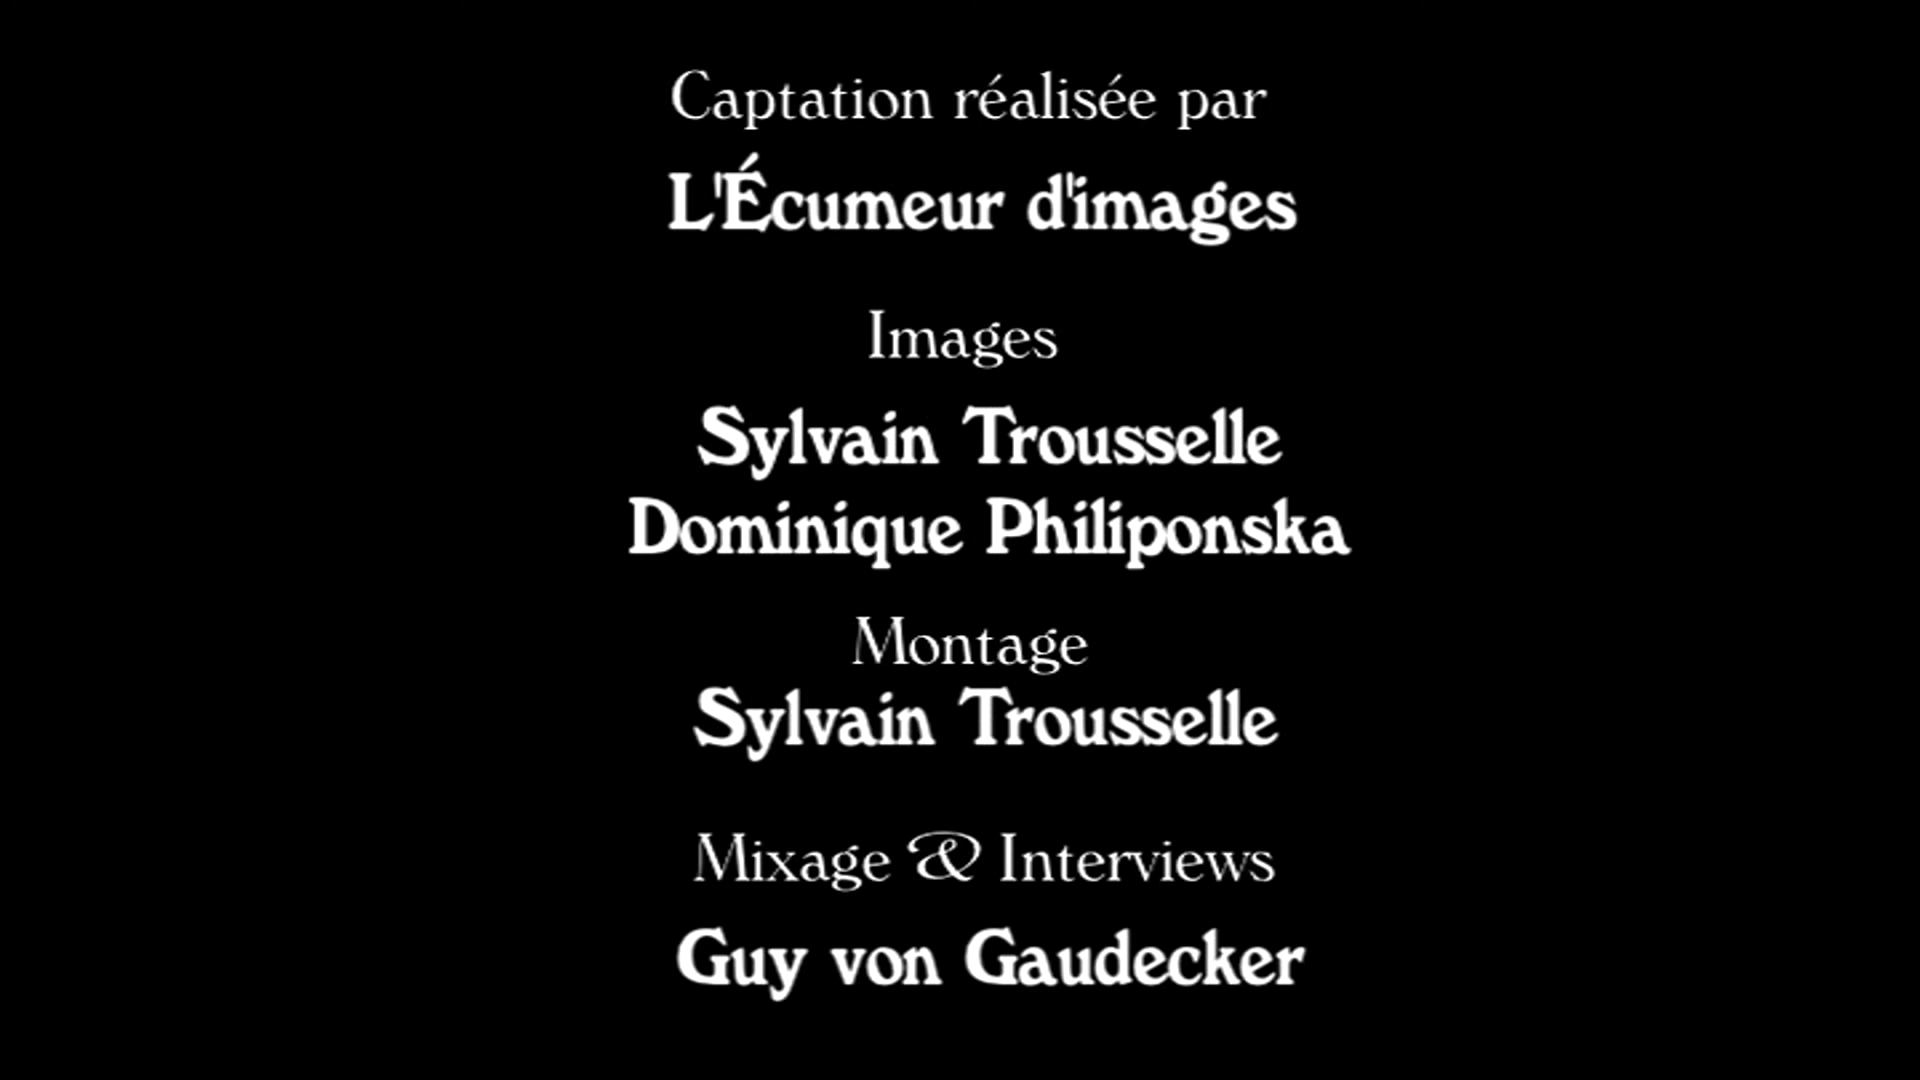 Captation réalisée par
L'Écumeur d'images
Images
Sylvain Trousselle
Dominique Philiponska
Montage
Sylvain Trousselle
Mixage & Interviews
Guy von Gaudecker